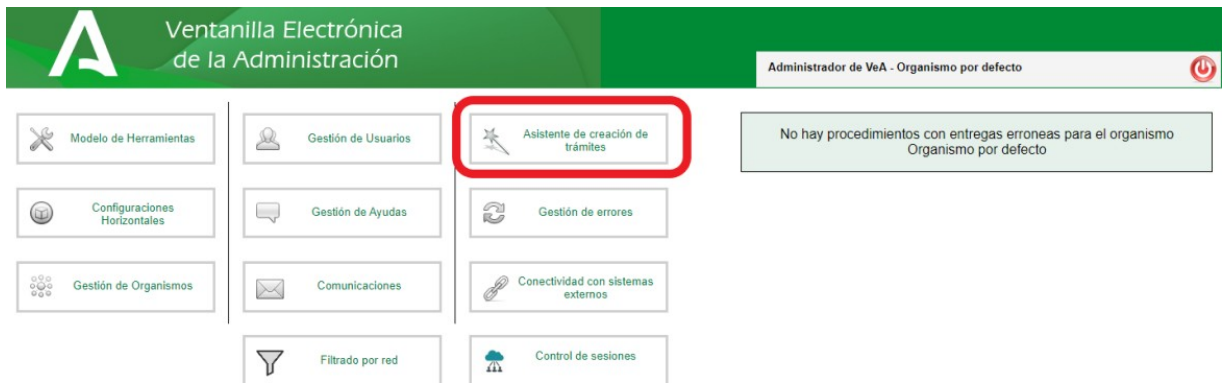 Ventanilla Electrónica
de la Administración
Administrador de VeA - Organismo por defecto
Modelo de Herramientas
Gestión de Usuarios
Asistente de creación de
trámites
No hay procedimientos con entregas erroneas para el organismo
Organismo por defecto
Configuraciones
Horizontales
Gestión de Ayudas
Gestión de errores
Gestión de Organismos
Comunicaciones
Conectividad con sistemas
externos
Filtrado por red
Control de sesiones